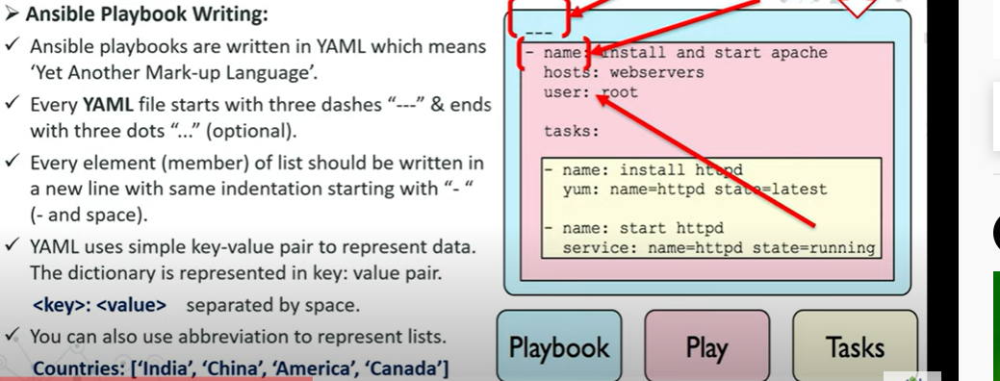 ➢ Ansible Playbook Writing:
✓ Ansible playbooks are written in YAML which means
‘Yet Another Mark-up Language’.
✓ Every YAML file starts with three dashes “---” & ends
with three dots “...” (optional).
✓ Every element (member) of list should be written in
a new line with same indentation starting with “- “
(- and space).
✓ YAML uses simple key-value pair to represent data.
The dictionary is represented in key: value pair.
<key>: <value> separated by space.
✓ You can also use abbreviation to represent lists.
Countries: [‘India’, ‘China’, ‘America’, ‘Canada’]
---
- name: install and start apache
hosts: webservers
user: root
tasks:
- name: install httpd
yum: name=httpd state=latest
- name: start httpd
service: name=httpd state=running
Playbook
Play
Tasks